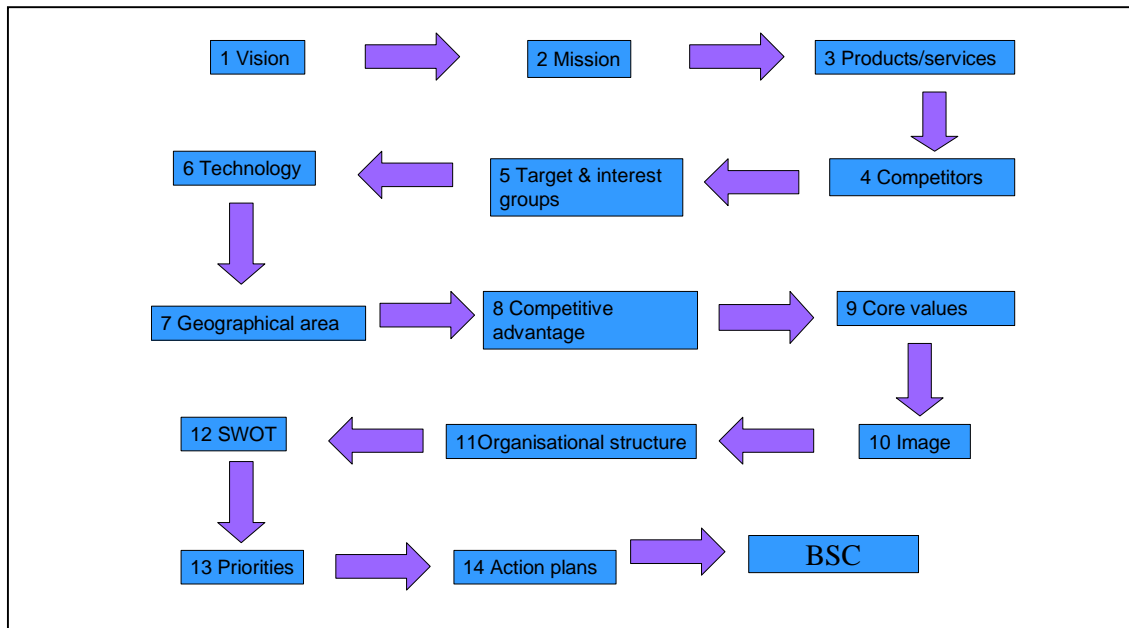 1 Vision
2 Mission
3 Products/services
4 Competitors
5 Target & interest
groups
6 Technology
7 Geographical area
8 Competitive
advantage
9 Core values
10 Image
11Organisational structure
12 SWOT
13 Priorities
14 Action plans
BSC